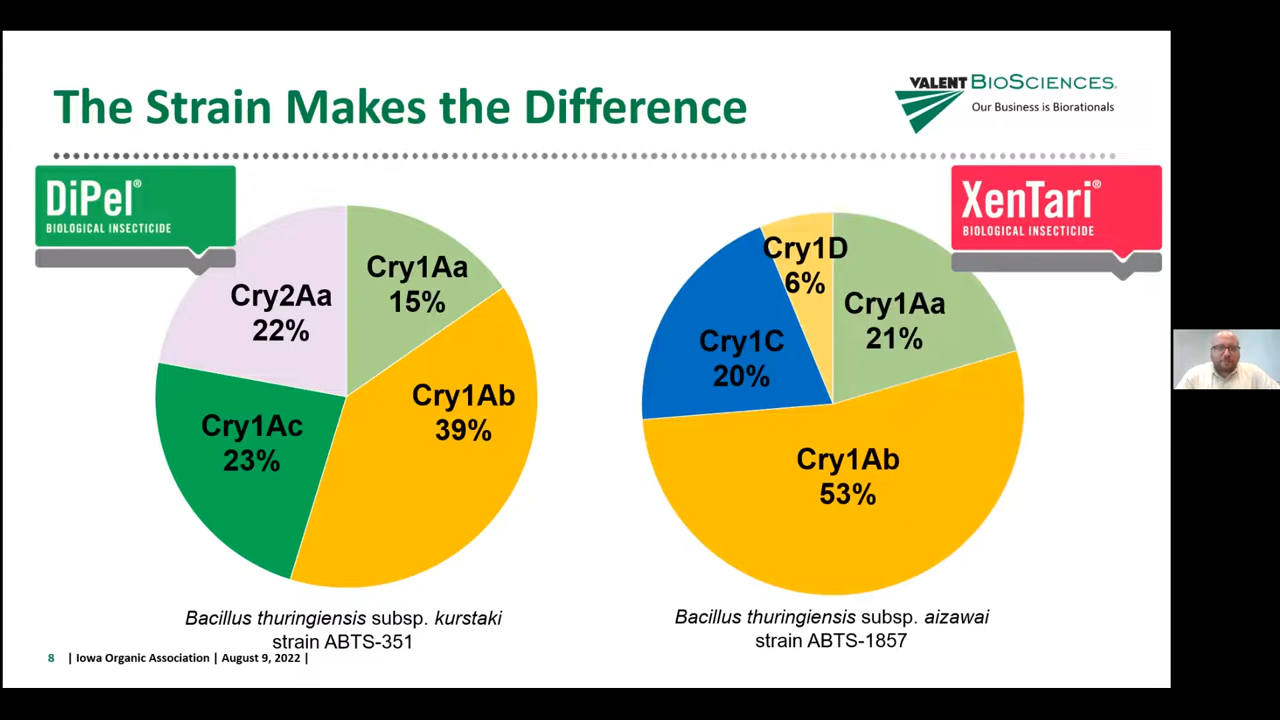 The Strain Makes the Difference
VALENT BIOSCIENCES®
Our Business is Biorationals
DiPel®
BIOLOGICAL INSECTICIDE
XenTari®
BIOLOGICAL INSECTICIDE
Cry1Aa
15%
Cry1Ab
39%
Cry1Ac
23%
Cry2Aa
22%
Cry1D
6%
Cry1Aa
21%
Cry1C
20%
Cry1Ab
53%
Bacillus thuringiensis subsp. kurstaki
strain ABTS-351
Bacillus thuringiensis subsp. aizawai
strain ABTS-1857
8 | Iowa Organic Association | August 9, 2022 |